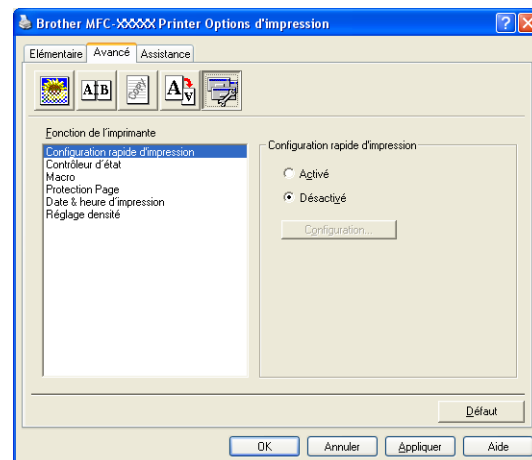 Brother MFC-XXXXX Printer Options d'impression
Elémentaire Avancé Assistance
A B A A
Fonction de l'imprimante
Configuration rapide d'impression
Contrôleur d'état
Macro
Protection Page
Date & heure d'impression
Réglage densité
Configuration rapide d'impression
Activé
Désactivé
Configuration...
Défaut
OK Annuler Appliquer Aide